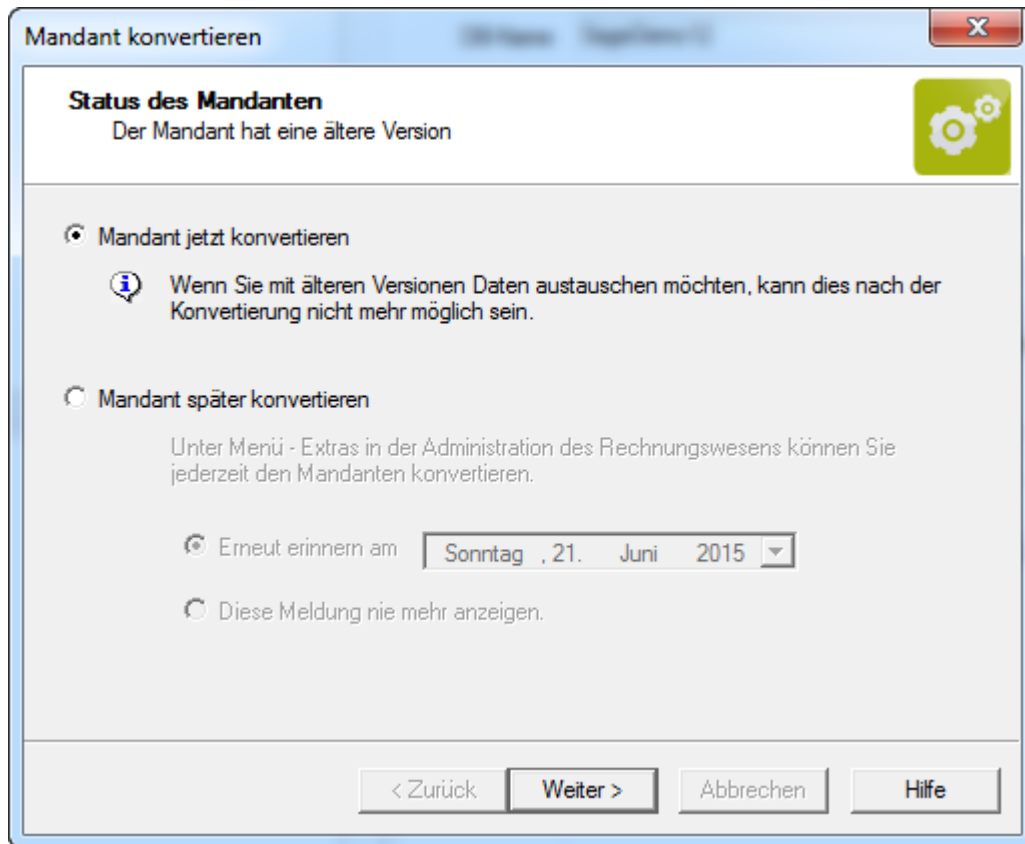 Mandant konvertieren
Status des Mandanten
Der Mandant hat eine ältere Version
Mandant jetzt konvertieren
Wenn Sie mit älteren Versionen Daten austauschen möchten, kann dies nach der
Konvertierung nicht mehr möglich sein.
Mandant später konvertieren
Unter Menü - Extras in der Administration des Rechnungswesens können Sie
jederzeit den Mandanten konvertieren.
Erneut erinnern am Sonntag , 21. Juni 2015
Diese Meldung nie mehr anzeigen.
< Zurück Weiter > Abbrechen Hilfe